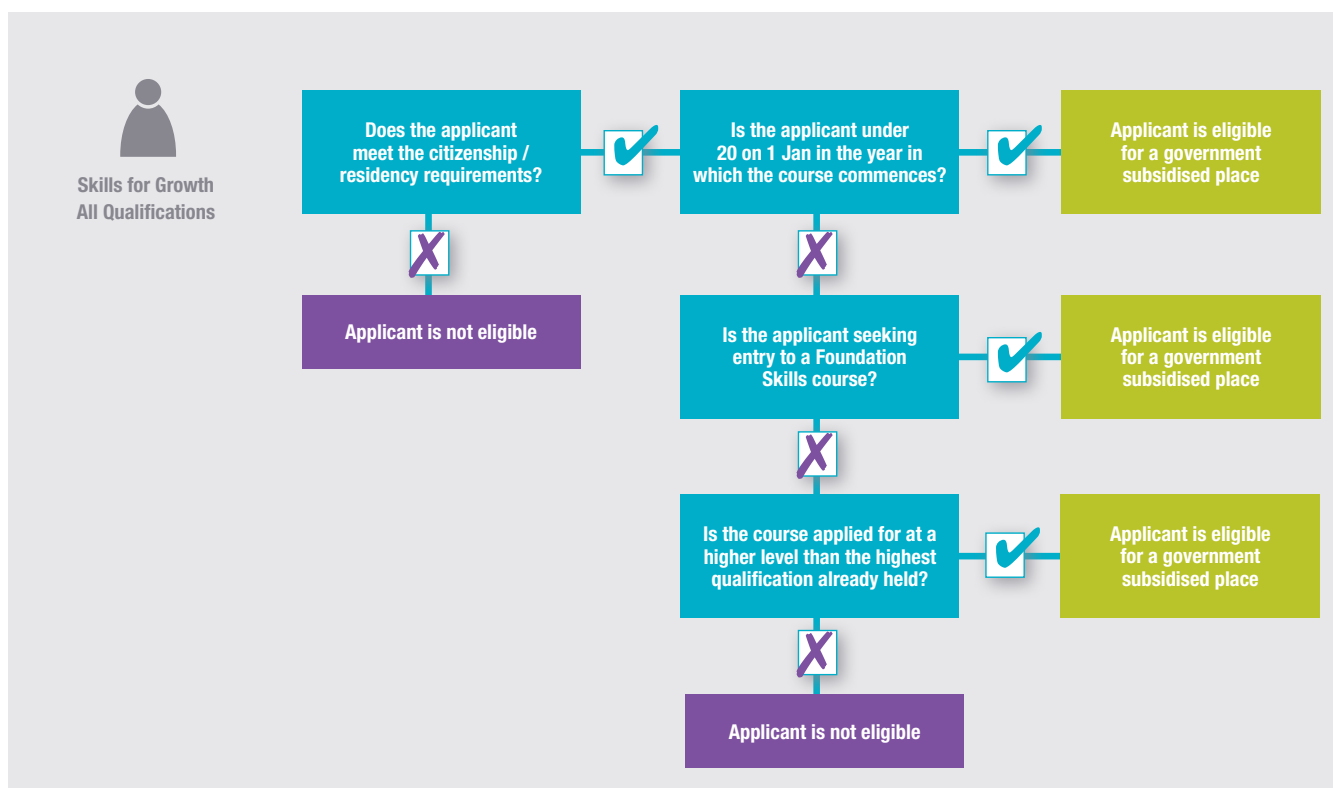 Skills for Growth
All Qualifications
Does the applicant
meet the citizenship /
residency requirements?
Is the applicant under
20 on 1 Jan in the year in
which the course commences?
Applicant is eligible
for a government
subsidised place
Applicant is not eligible
Is the applicant seeking
entry to a Foundation
Skills course?
Applicant is eligible
for a government
subsidised place
Is the course applied for at a
higher level than the highest
qualification already held?
Applicant is eligible
for a government
subsidised place
Applicant is not eligible